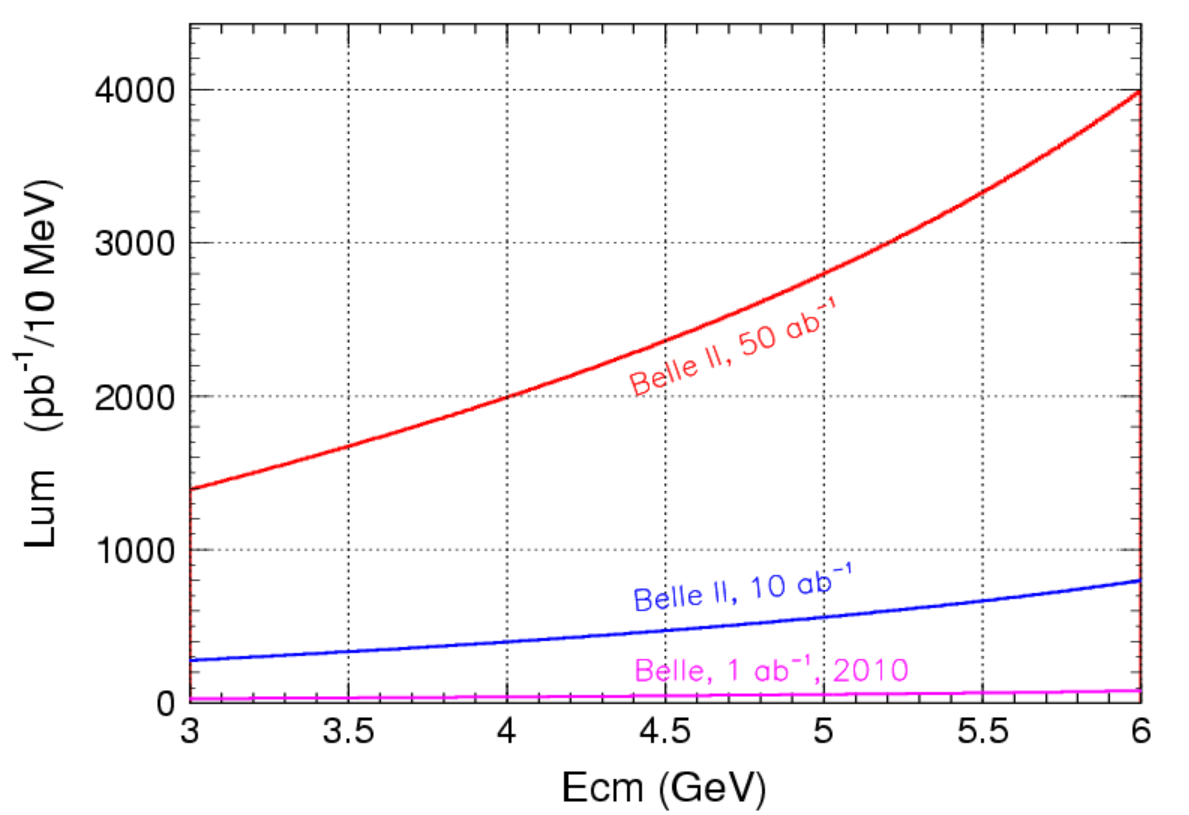 4000
3000
2000
1000
0
Lum (pb⁻¹/10 MeV)
Belle II, 50 ab⁻¹
Belle II, 10 ab⁻¹
Belle, 1 ab⁻¹, 2010
3 3.5 4 4.5 5 5.5 6
Ecm (GeV)